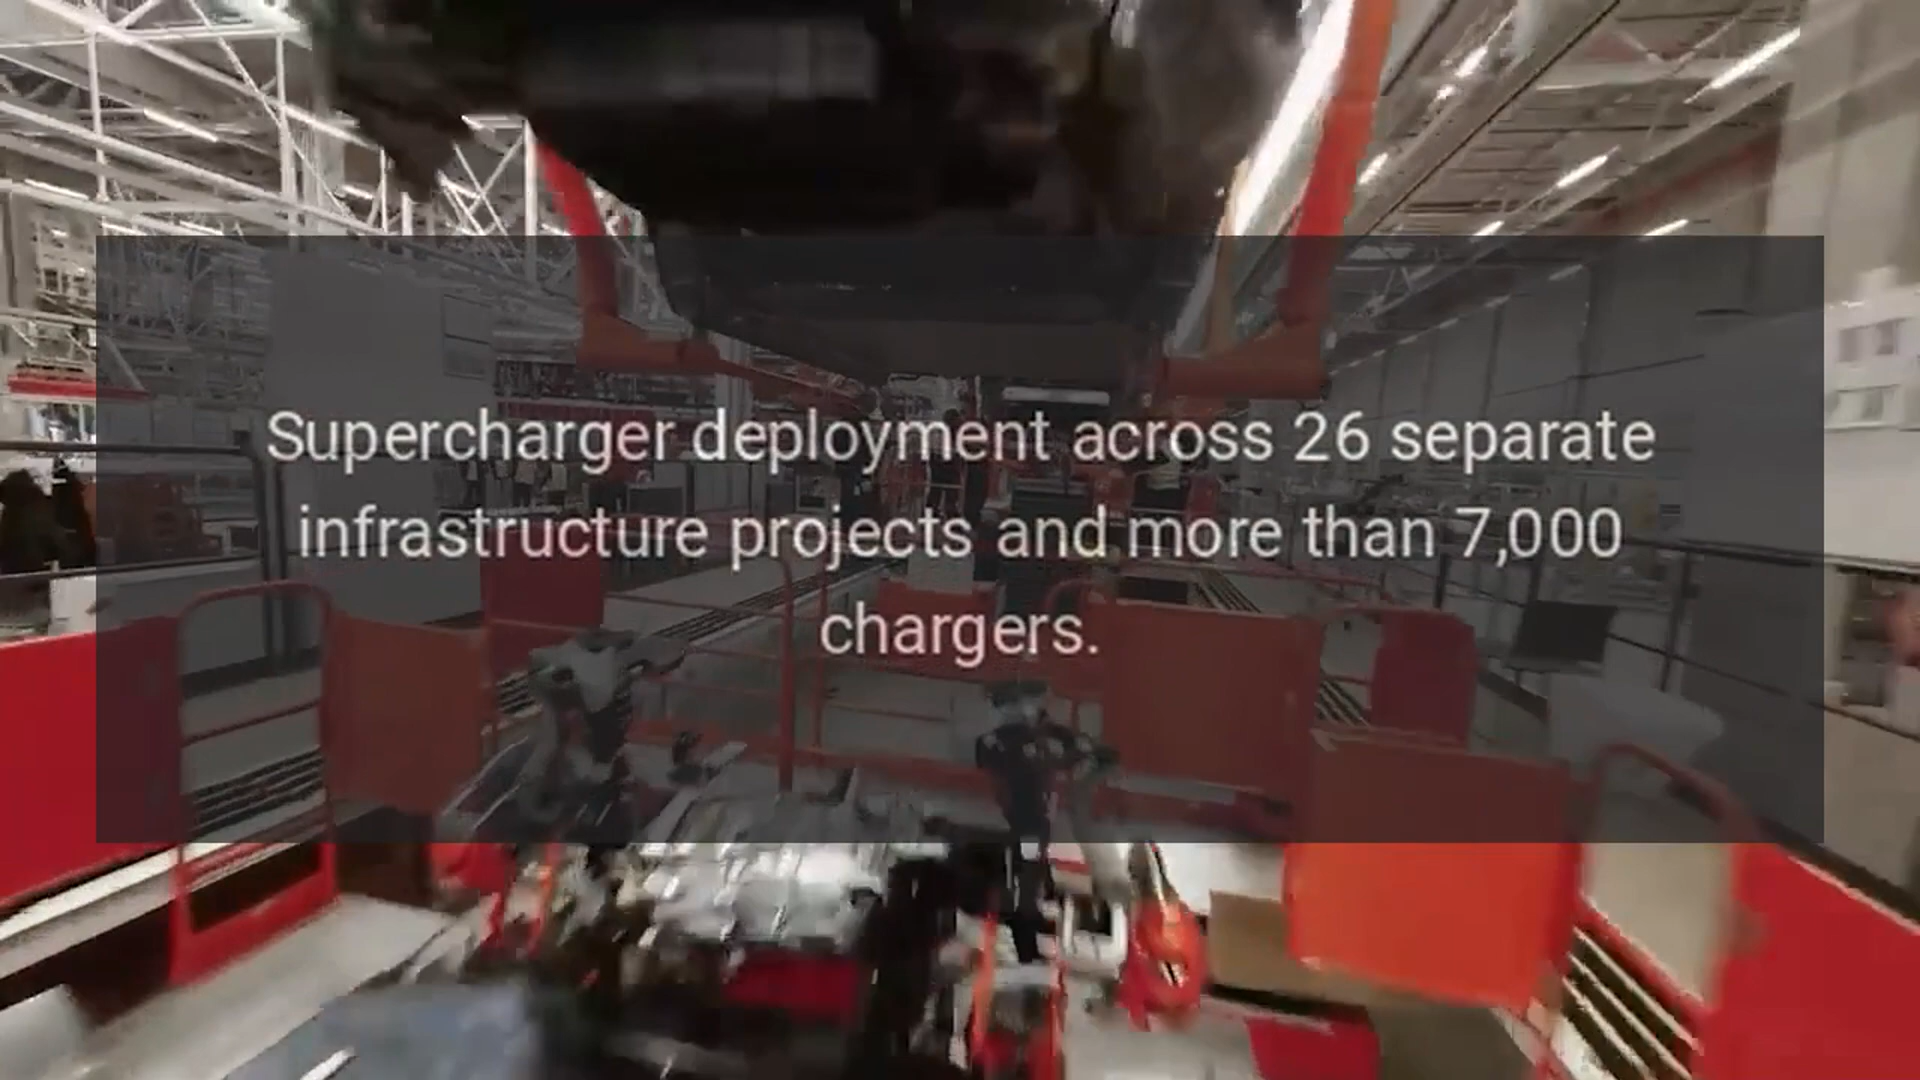 Supercharger deployment across 26 separate
infrastructure projects and more than 7,000
chargers.